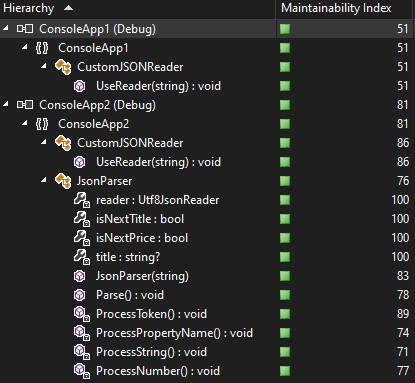 Hierarchy Maintainability Index
ConsoleApp1 (Debug) 51
{} ConsoleApp1 51
CustomJSONReader 51
UseReader(string) : void 51
ConsoleApp2 (Debug) 81
{} ConsoleApp2 81
CustomJSONReader 86
UseReader(string) : void 86
JsonParser 76
reader : Utf8JsonReader 100
isNextTitle : bool 100
isNextPrice : bool 100
title : string? 100
JsonParser(string) 83
Parse() : void 78
ProcessToken() : void 89
ProcessPropertyName() : void 74
ProcessString() : void 71
ProcessNumber() : void 77